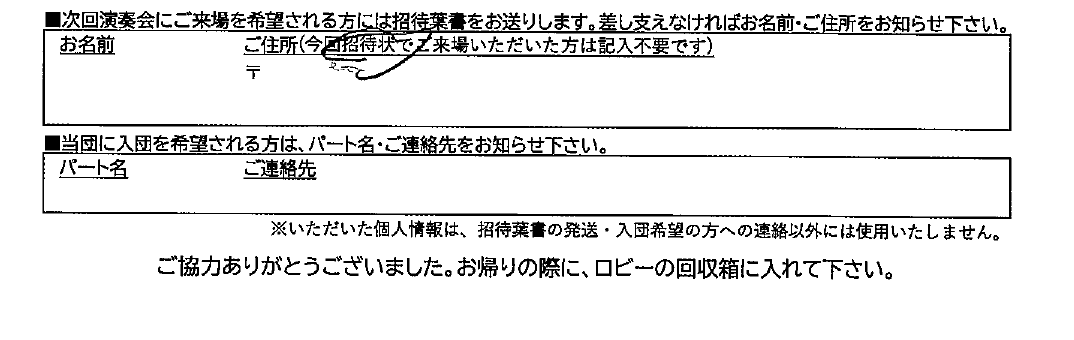 ■次回演奏会にご来場を希望される方には招待葉書をお送りします。差し支えなければお名前・ご住所をお知らせ下さい。
お名前 ご住所(今回招待状でご来場いただいた方は記入不要です)
〒
■当団に入団を希望される方は、パート名・ご連絡先をお知らせ下さい。
パート名 ご連絡先
※いただいた個人情報は、招待葉書の発送・入団希望の方への連絡以外には使用いたしません。
ご協力ありがとうございました。お帰りの際に、ロビーの回収箱に入れて下さい。